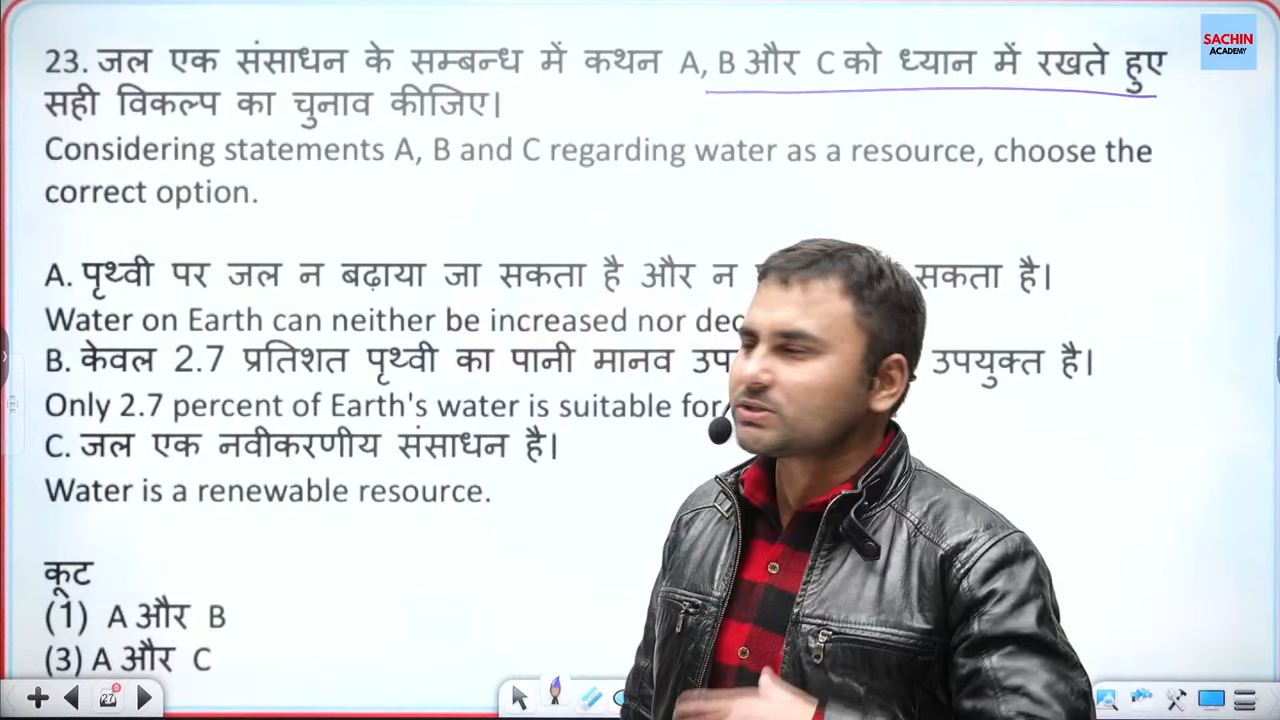 SACHIN
ACADEMY
23. जल एक संसाधन के सम्बन्ध में कथन A, B और C को ध्यान में रखते हुए
सही विकल्प का चुनाव कीजिए।
Considering statements A, B and C regarding water as a resource, choose the
correct option.
A. पृथ्वी पर जल न बढ़ाया जा सकता है और न सकता है।
Water on Earth can neither be increased nor
B. केवल 2.7 प्रतिशत पृथ्वी का पानी मानव उपयुक्त है।
Only 2.7 percent of Earth's water is suitable for
C. जल एक नवीकरणीय संसाधन है।
Water is a renewable resource.
कूट
(1) A और B
(3) A और C
27